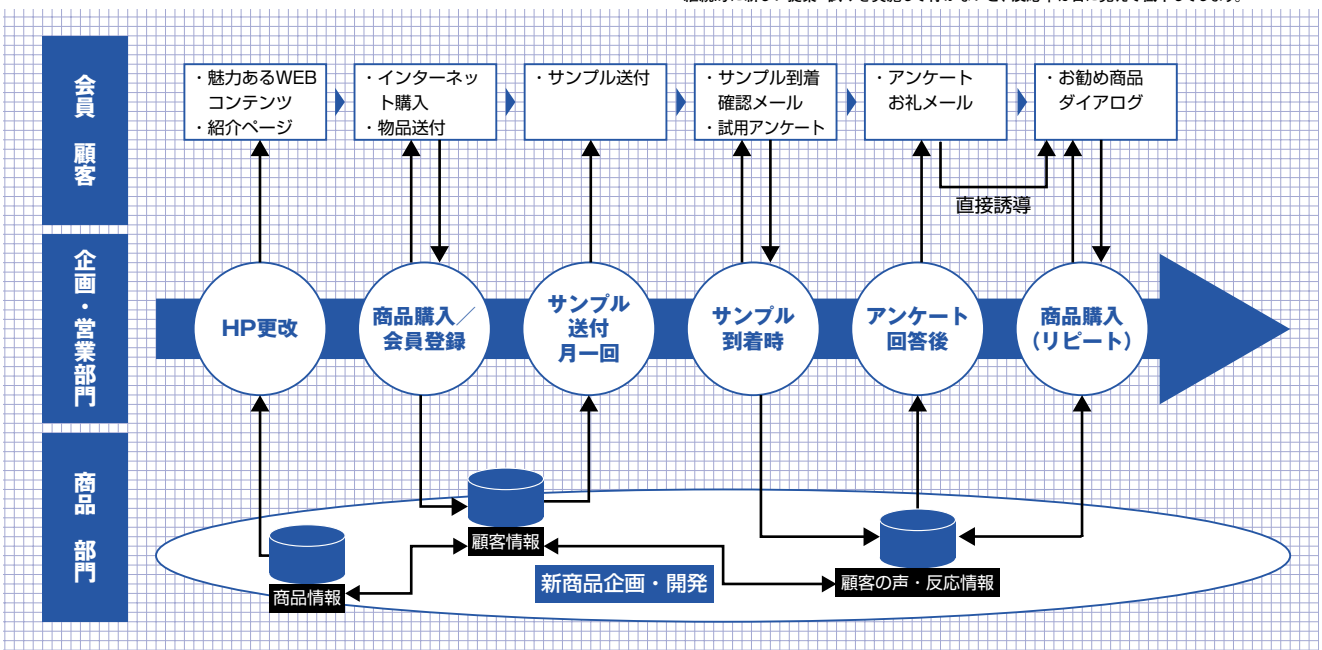 会員 顧客
・魅力あるWEB
コンテンツ
・紹介ページ
・インターネッ
ト購入
・物品送付
・サンプル送付
・サンプル到着
確認メール
・試用アンケート
・アンケート
お礼メール
・お勧め商品
ダイアログ
直接誘導
企画・営業部門
HP更改
商品購入／
会員登録
サンプル
送付
月一回
サンプル
到着時
アンケート
回答後
商品購入
（リピート）
商品 部門
商品情報
顧客情報
新商品企画・開発
顧客の声・反応情報